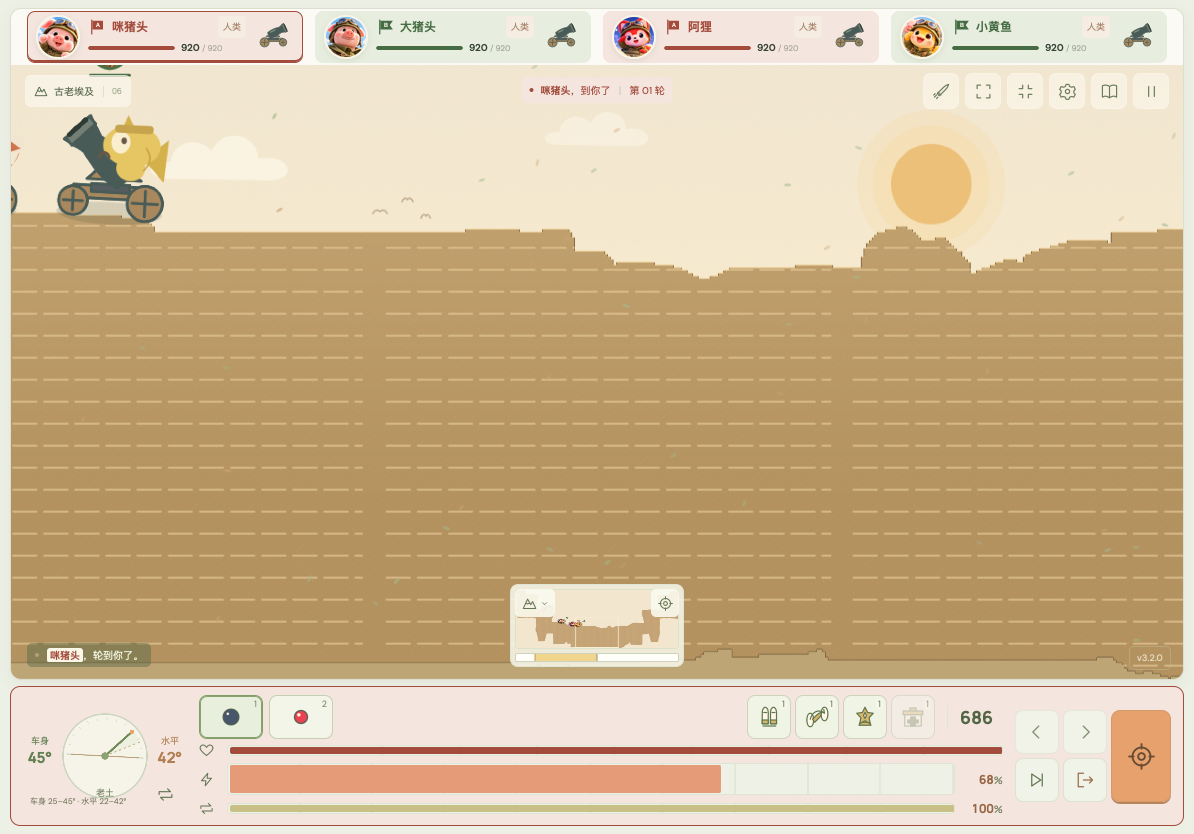 咪猪头 人类
920 / 920
大猪头 人类
920 / 920
阿狸 人类
920 / 920
小黄鱼 人类
920 / 920
古老埃及 06
咪猪头，到你了 第 01 轮
咪猪头，轮到你了。
v3.2.0
车身
45°
水平
42°
老土
车身 25–45° · 水平 22–42°
1
2
1
1
1
1
686
68%
100%